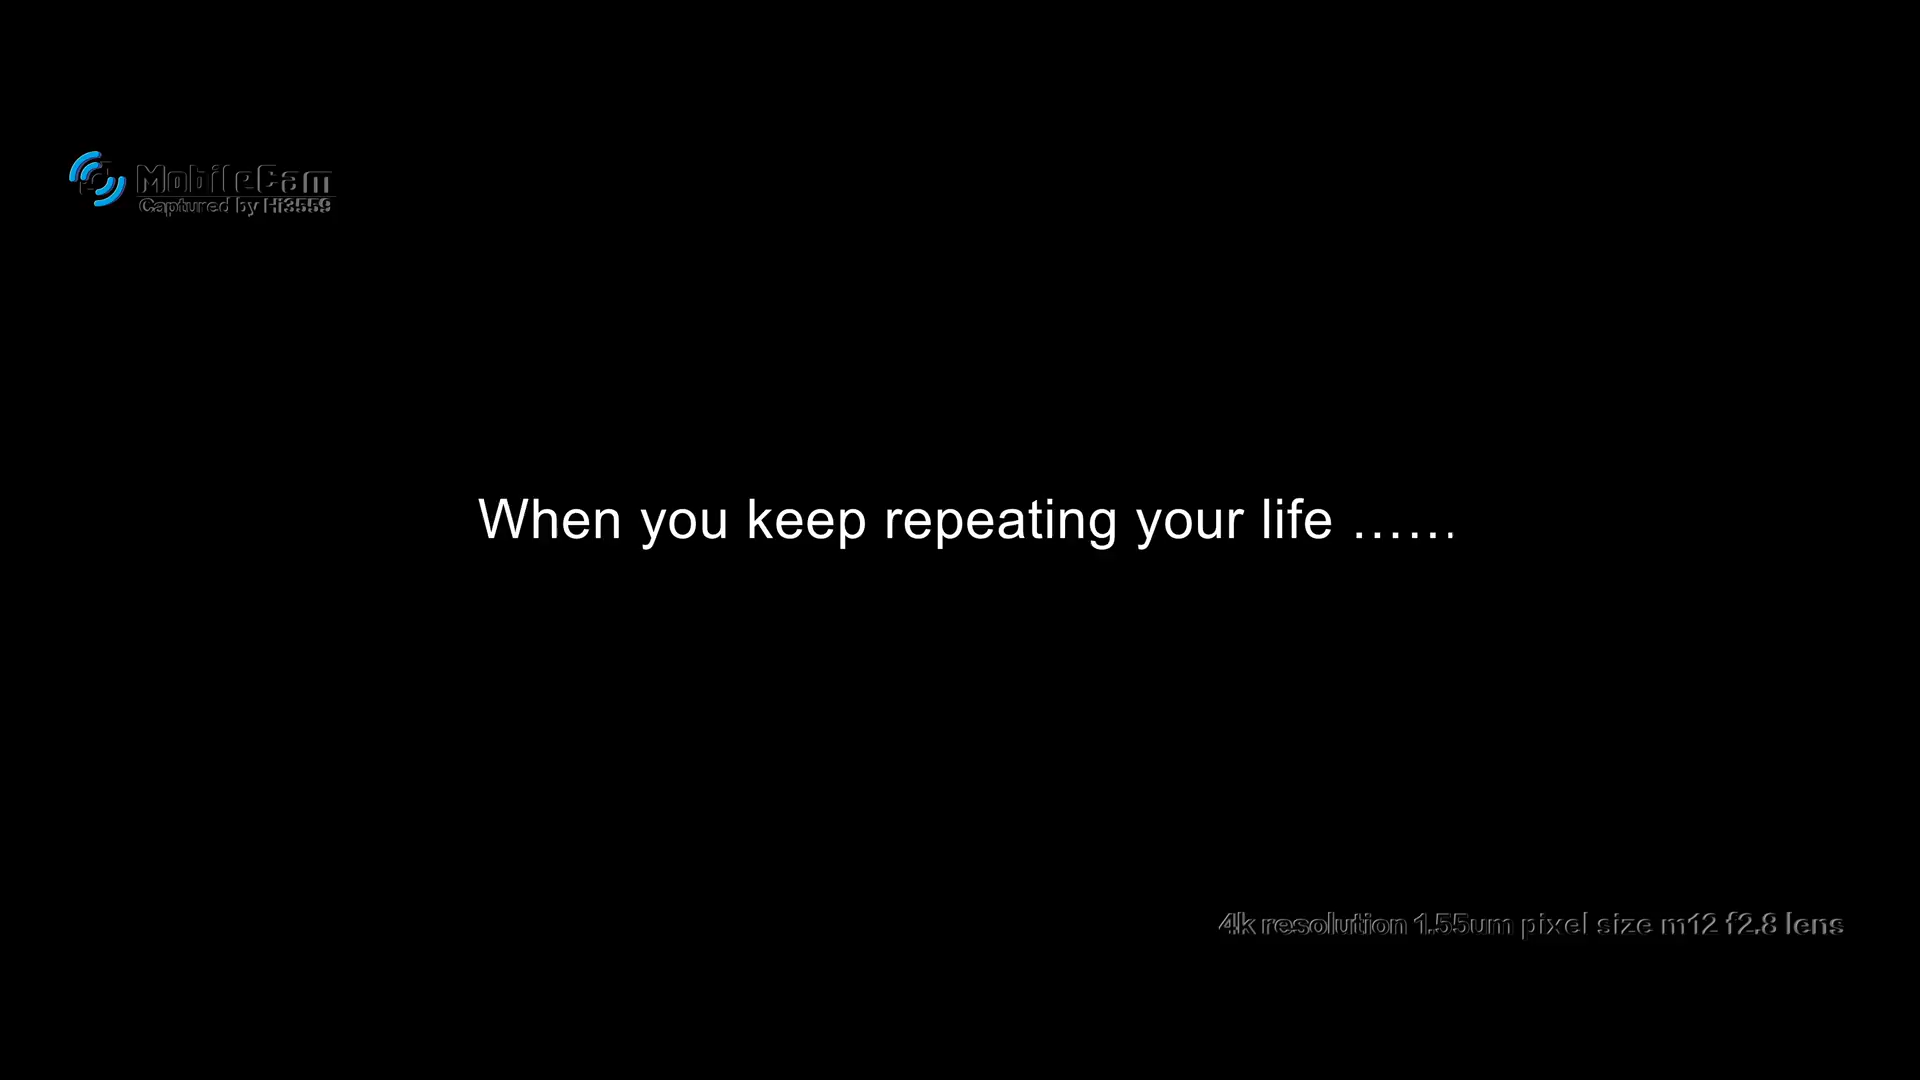 MobileCam
Captured by Hi3559
When you keep repeating your life ……
4k resolution 1.55um pixel size m12 f2.8 lens